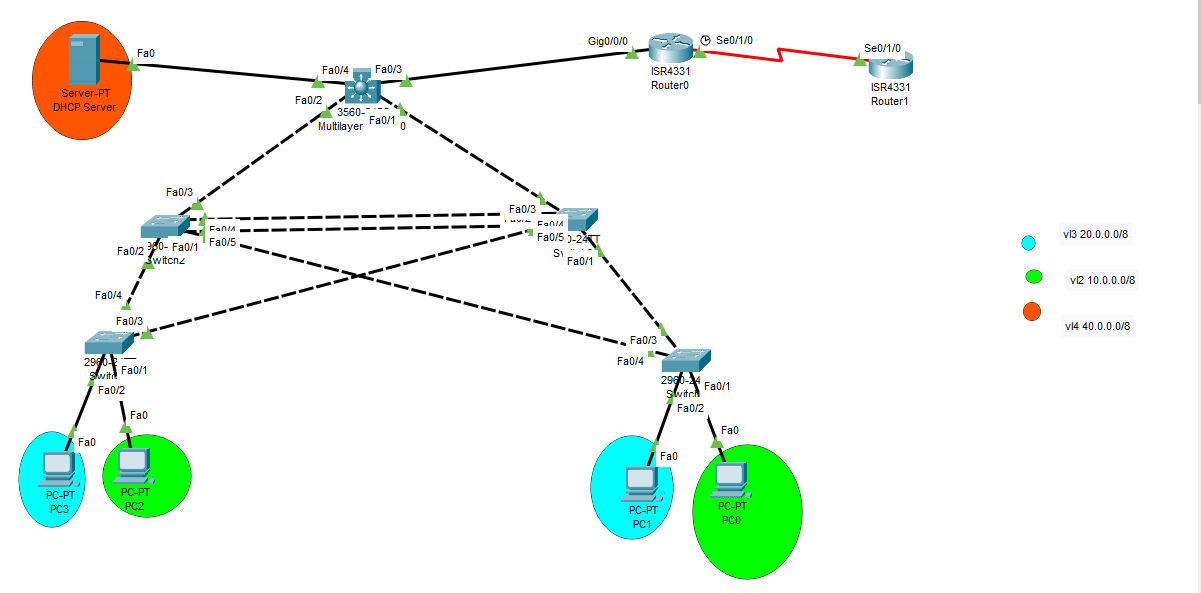 Fa0
Server-PT
DHCP Server
Fa0/4
Fa0/3
Fa0/2
3560-
Fa0/1
Multilayer
0
Gig0/0/0
Se0/1/0
ISR4331
Router0
Se0/1/0
ISR4331
Router1
Fa0/3
Fa0/4
Fa0/1
Fa0/5
Fa0/2
Switch2
Fa0/3
Fa0/4
Fa0/5
Fa0/1
Fa0/4
Fa0/3
Fa0/1
Fa0/2
Fa0/3
Fa0/4
2960-24
Switch
Fa0/1
Fa0/2
Fa0
Fa0
PC-PT
PC3
PC-PT
PC2
Fa0
Fa0
PC-PT
PC1
PC-PT
PC0
vl3 20.0.0.0/8
vl2 10.0.0.0/8
vl4 40.0.0.0/8